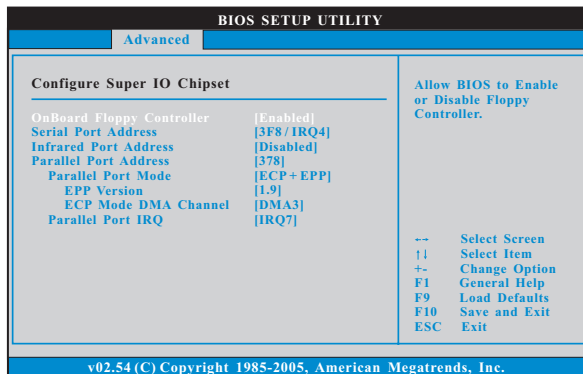 BIOS SETUP UTILITY
Advanced
Configure Super IO Chipset
OnBoard Floppy Controller [Enabled]
Serial Port Address [3F8 / IRQ4]
Infrared Port Address [Disabled]
Parallel Port Address [378]
Parallel Port Mode [ECP + EPP]
EPP Version [1.9]
ECP Mode DMA Channel [DMA3]
Parallel Port IRQ [IRQ7]
Allow BIOS to Enable
or Disable Floppy
Controller.
←→ Select Screen
↑↓ Select Item
+- Change Option
F1 General Help
F9 Load Defaults
F10 Save and Exit
ESC Exit
v02.54 (C) Copyright 1985-2005, American Megatrends, Inc.